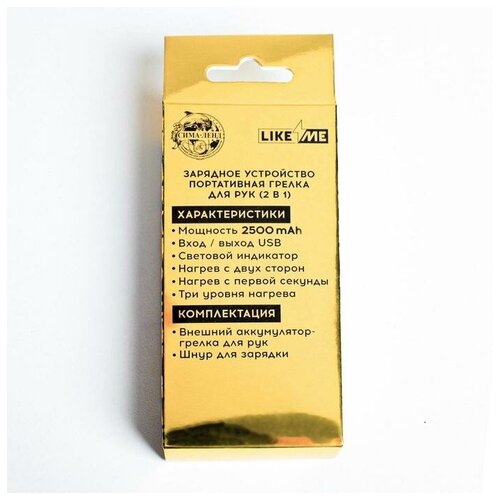 СИМА-ЛЕНД
LIKE ME
ЗАРЯДНОЕ УСТРОЙСТВО
ПОРТАТИВНАЯ ГРЕЛКА
ДЛЯ РУК (2 В 1)
ХАРАКТЕРИСТИКИ
• Мощность 2500 mAh
• Вход / выход USB
• Световой индикатор
• Нагрев с двух сторон
• Нагрев с первой секунды
• Три уровня нагрева
КОМПЛЕКТАЦИЯ
• Внешний аккумулятор-
грелка для рук
• Шнур для зарядки